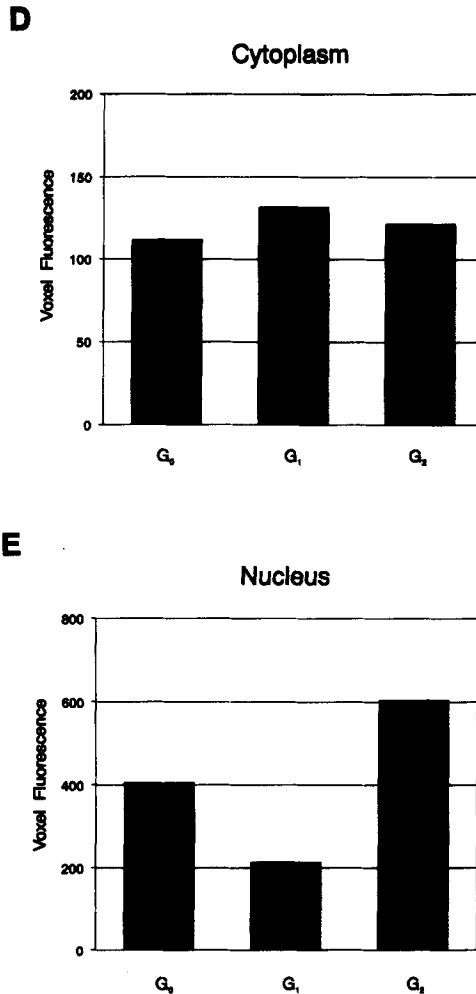 D
Cytoplasm
200
150
100
50
0
Voxel Fluorescence
G₀ G₁ G₂
E
Nucleus
800
600
400
200
0
Voxel Fluorescence
G₀ G₁ G₂